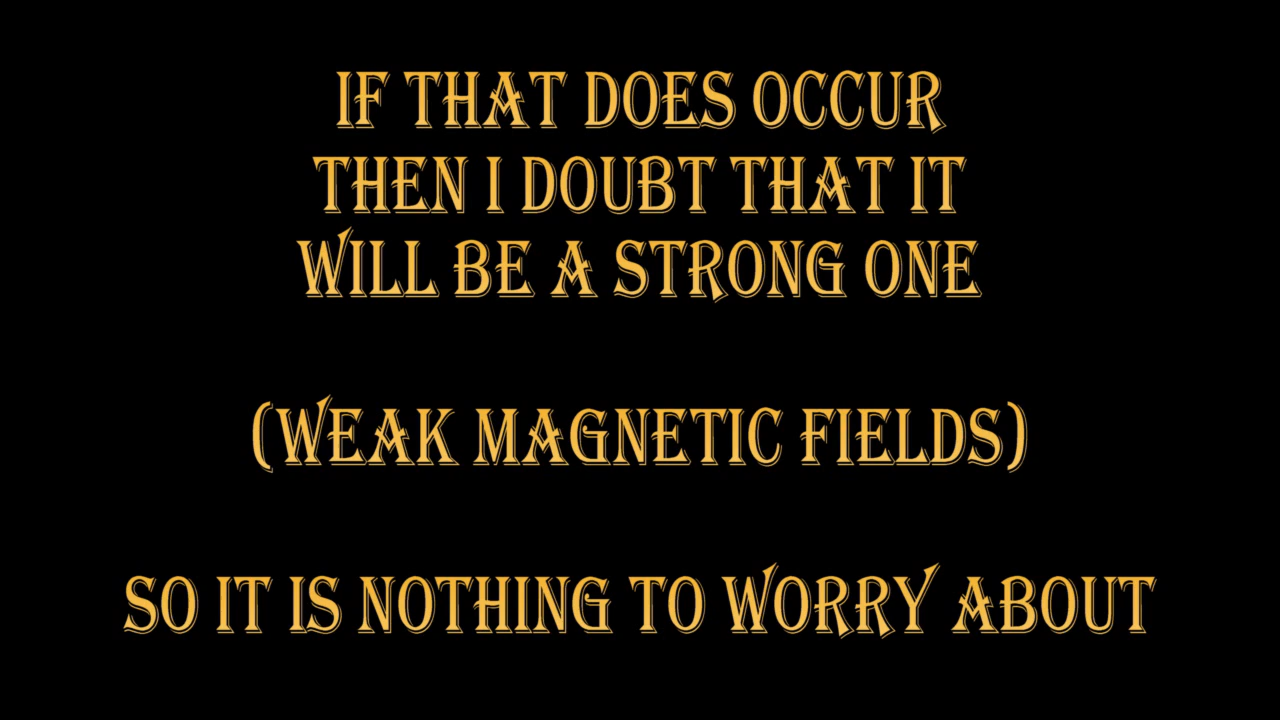 IF THAT DOES OCCUR
THEN I DOUBT THAT IT
WILL BE A STRONG ONE
(WEAK MAGNETIC FIELDS)
SO IT IS NOTHING TO WORRY ABOUT